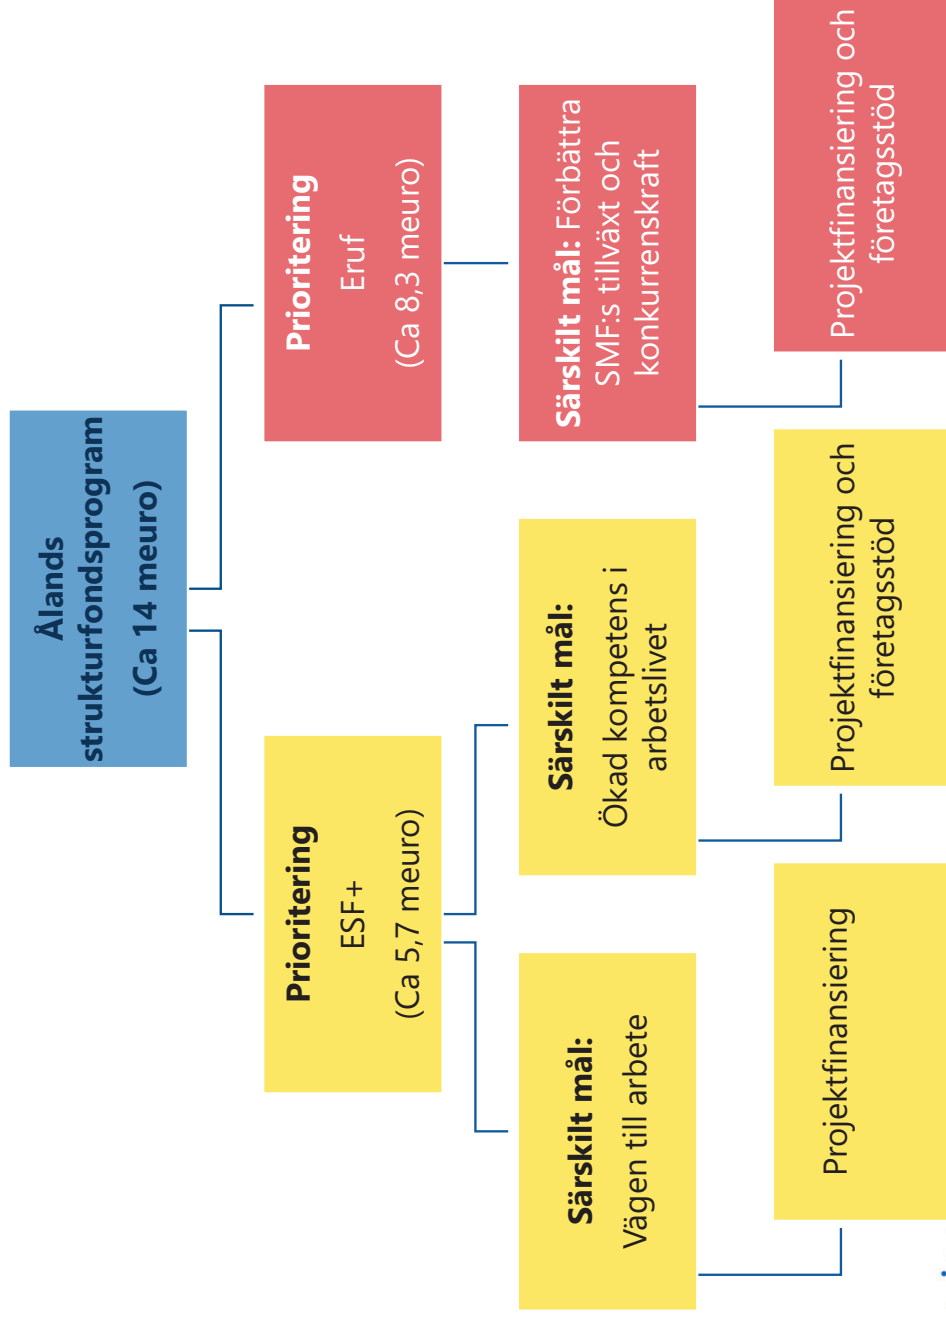 Ålands
strukturfondsprogram
(Ca 14 meuro)
Prioritering
ESF+
(Ca 5,7 meuro)
Prioritering
Eruf
(Ca 8,3 meuro)
Särskilt mål:
Vägen till arbete
Särskilt mål:
Ökad kompetens i
arbetslivet
Särskilt mål: Förbättra
SMF:s tillväxt och
konkurrenskraft
Projektfinansiering
Projektfinansiering och
företagsstöd
Projektfinansiering och
företagsstöd